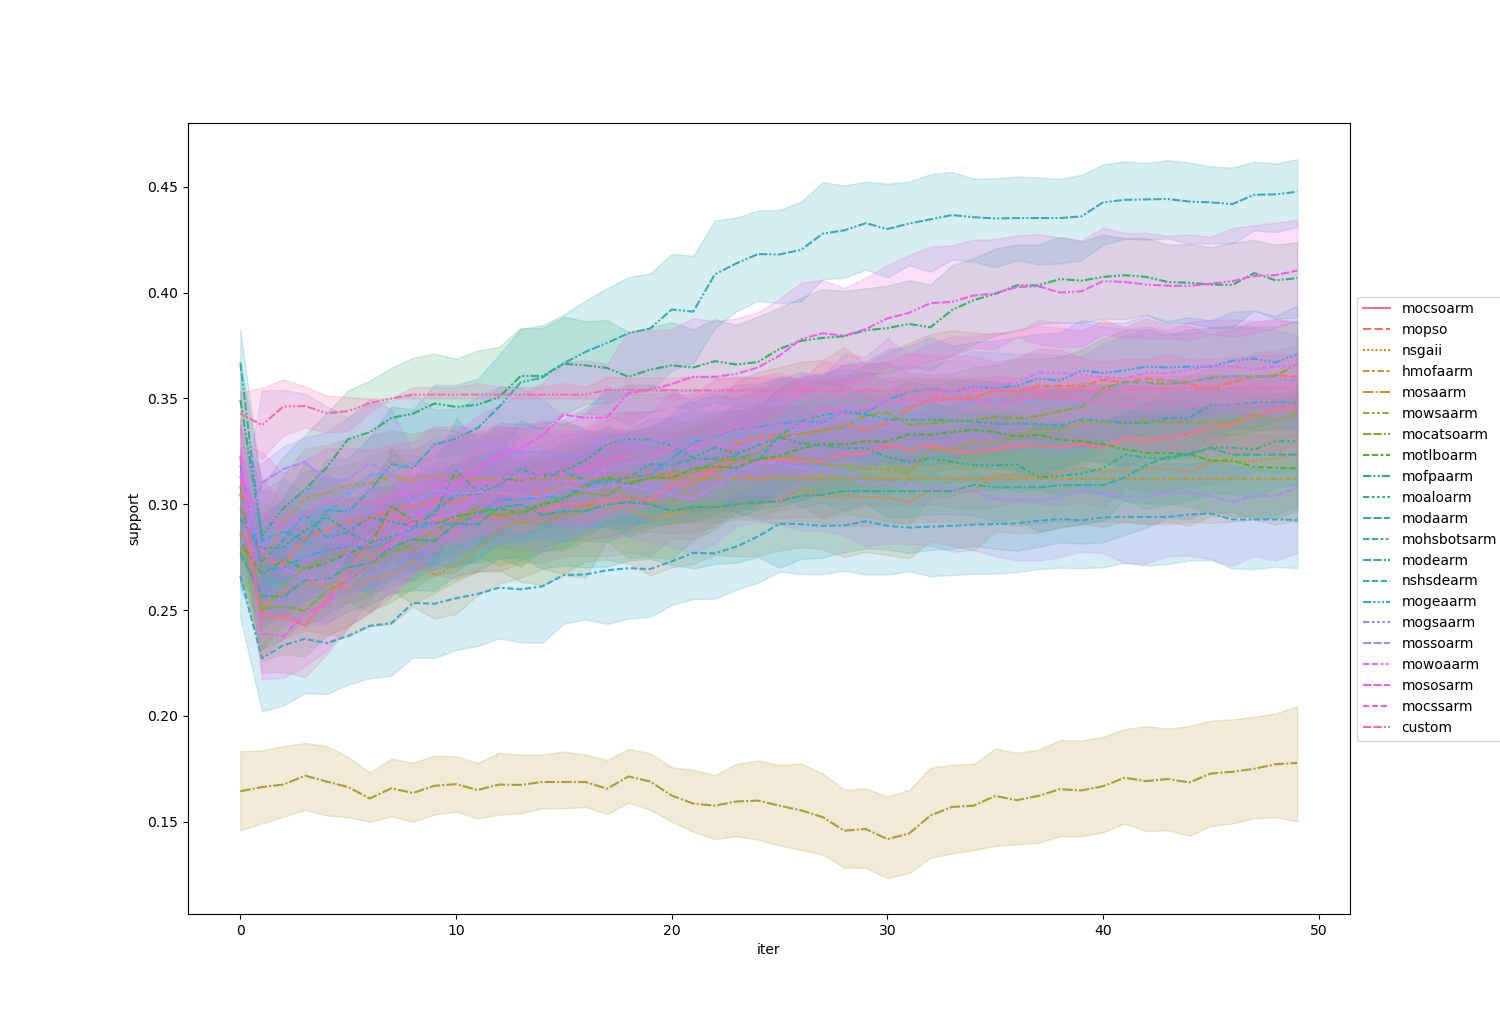 0.45
0.40
0.35
0.30
0.25
0.20
0.15
support
0
10
20
30
40
50
iter
mocsoarm
mopso
nsgaii
hmofaarm
mosaarm
mowsaarm
mocatsoarm
motlboarm
mofpaarm
moaloarm
modaarm
mohsbotsarm
modearm
nshsdearm
mogeaarm
mogsaarm
mossoarm
mowoaarm
mososarm
mocssarm
custom